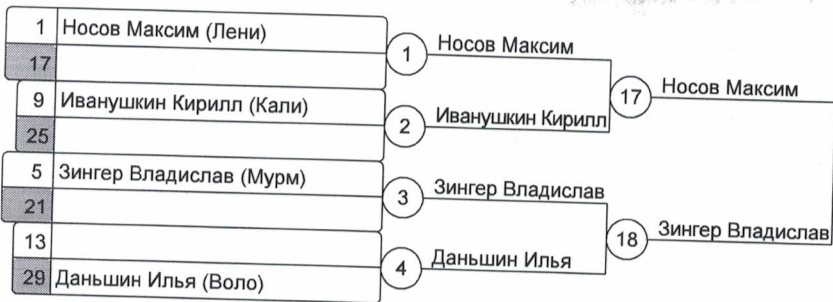 1 Носов Максим (Лени)
17
9 Иванушкин Кирилл (Кали)
25
5 Зингер Владислав (Мурм)
21
13
29 Даньшин Илья (Воло)
1 Носов Максим
2 Иванушкин Кирилл
3 Зингер Владислав
4 Даньшин Илья
17 Носов Максим
18 Зингер Владислав